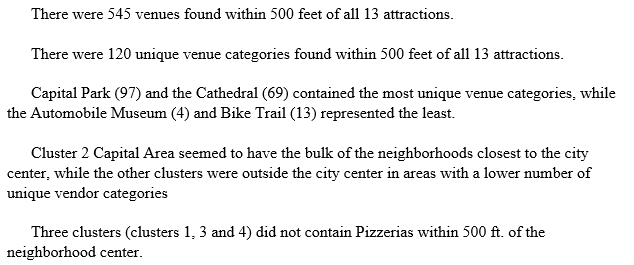 There were 545 venues found within 500 feet of all 13 attractions.
There were 120 unique venue categories found within 500 feet of all 13 attractions.
Capital Park (97) and the Cathedral (69) contained the most unique venue categories, while
the Automobile Museum (4) and Bike Trail (13) represented the least.
Cluster 2 Capital Area seemed to have the bulk of the neighborhoods closest to the city
center, while the other clusters were outside the city center in areas with a lower number of
unique vendor categories
Three clusters (clusters 1, 3 and 4) did not contain Pizzerias within 500 ft. of the
neighborhood center.